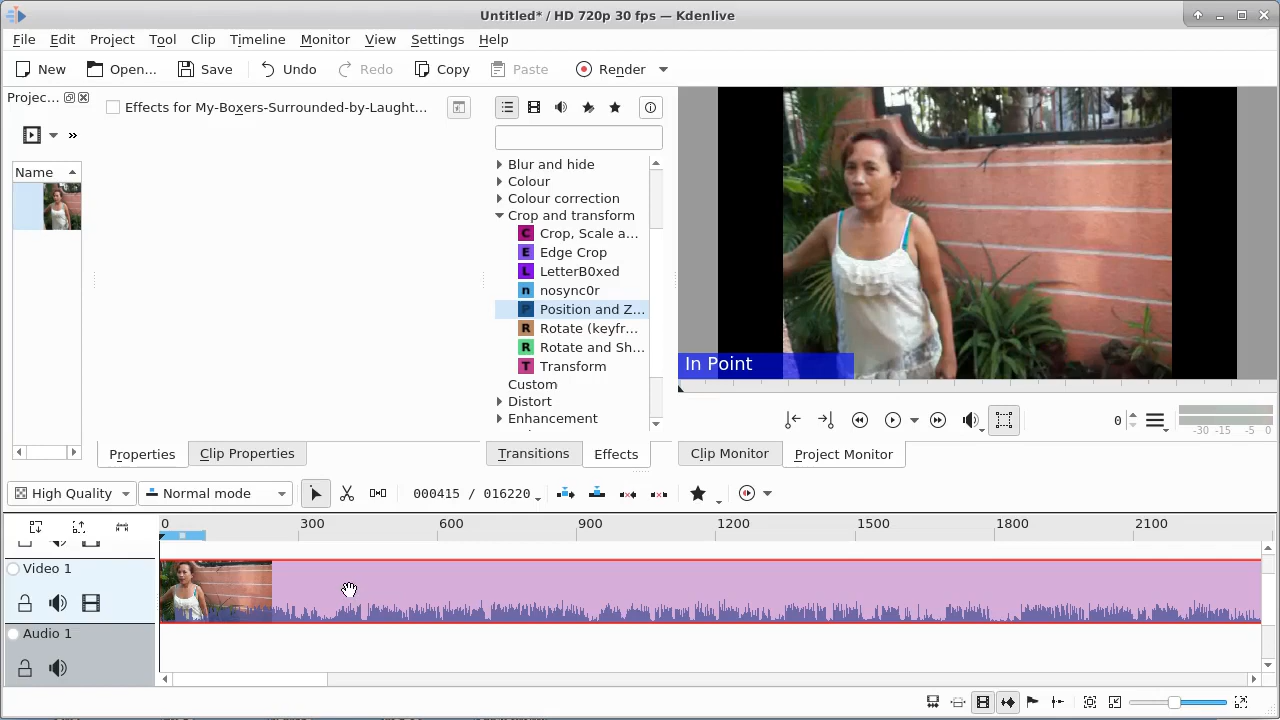 Untitled* / HD 720p 30 fps — Kdenlive
File Edit Project Tool Clip Timeline Monitor View Settings Help
New Open... Save Undo Redo Copy Paste Render
Projec... Effects for My-Boxers-Surrounded-by-Laught...
»
Name
Blur and hide
Colour
Colour correction
Crop and transform
C Crop, Scale a...
E Edge Crop
L LetterB0xed
n nosync0r
P Position and Z...
R Rotate (keyfr...
R Rotate and Sh...
T Transform
Custom
Distort
Enhancement
In Point
0
-30 -15 -5 0
Properties Clip Properties Transitions Effects Clip Monitor Project Monitor
High Quality Normal mode 000415 / 016220
0 300 600 900 1200 1500 1800 2100
Video 1
Audio 1